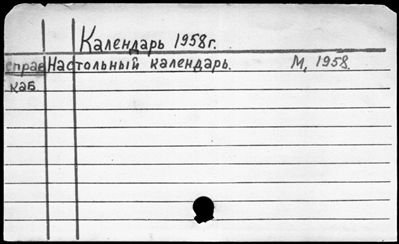 Календарь 1958г.
справ Настольный календарь. М, 1958.
каб